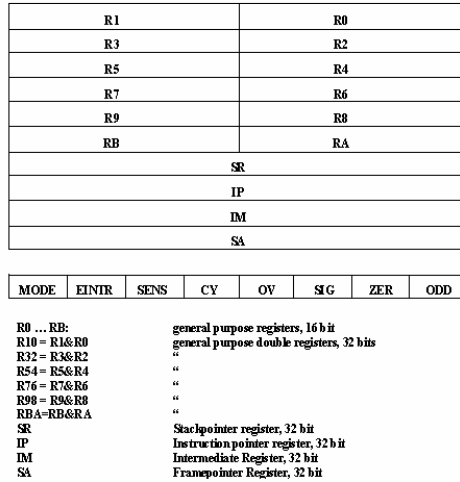 R1 R0
R3 R2
R5 R4
R7 R6
R9 R8
RB RA
SR
IP
IM
SA
MODE EINTR SENS CY OV SIG ZER ODD
R0 ... RB: general purpose registers, 16 bit
R10 = R1&R0 general purpose double registers, 32 bits
R32 = R3&R2 “
R54 = R5&R4 “
R76 = R7&R6 “
R98 = R9&R8 “
RBA=RB&RA “
SR Stackpointer register, 32 bit
IP Instruction pointer register, 32 bit
IM Intermediate Register, 32 bit
SA Framepointer Register, 32 bit